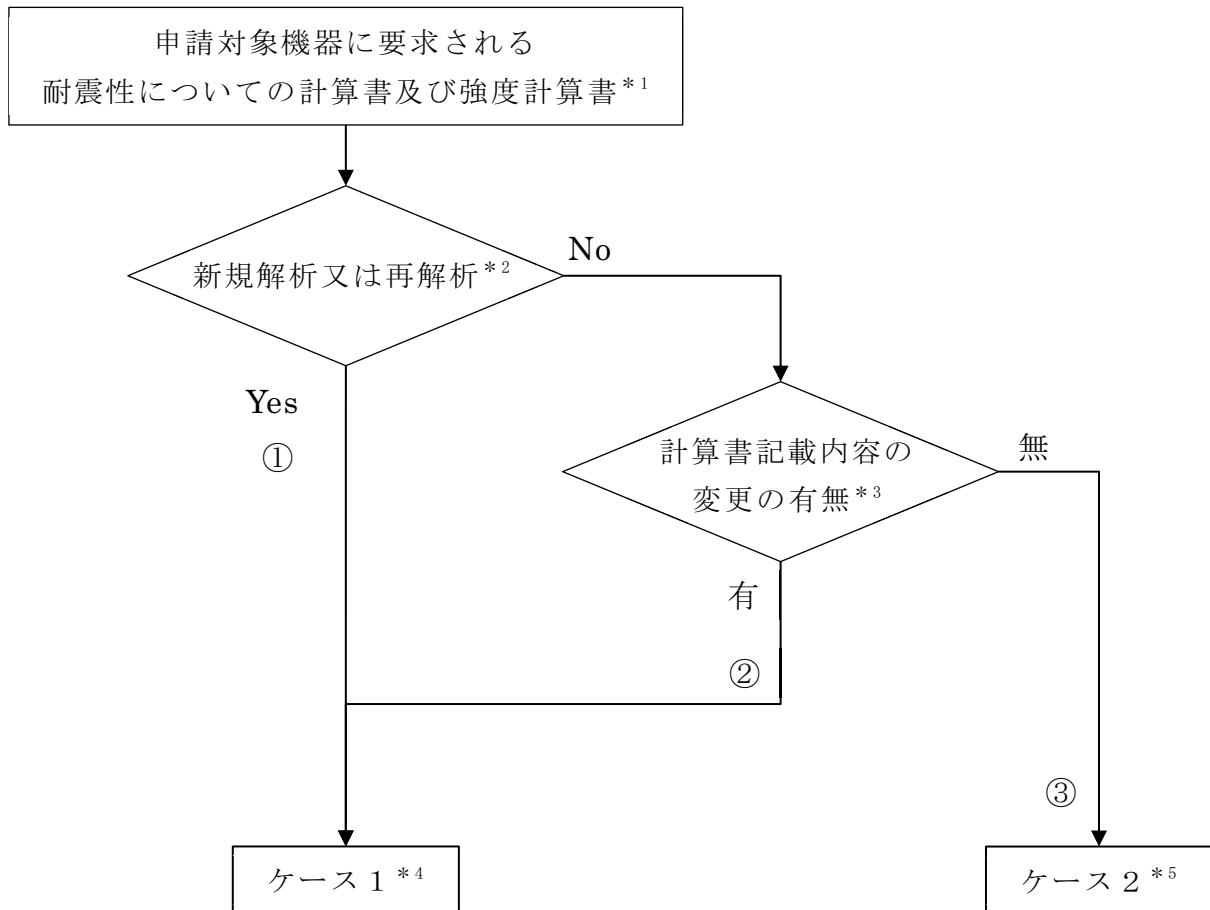 申請対象機器に要求される
耐震性についての計算書及び強度計算書*1
新規解析又は再解析*2
No
Yes
①
計算書記載内容の
変更の有無*3
無
有
②
③
ケース1*4
ケース2*5